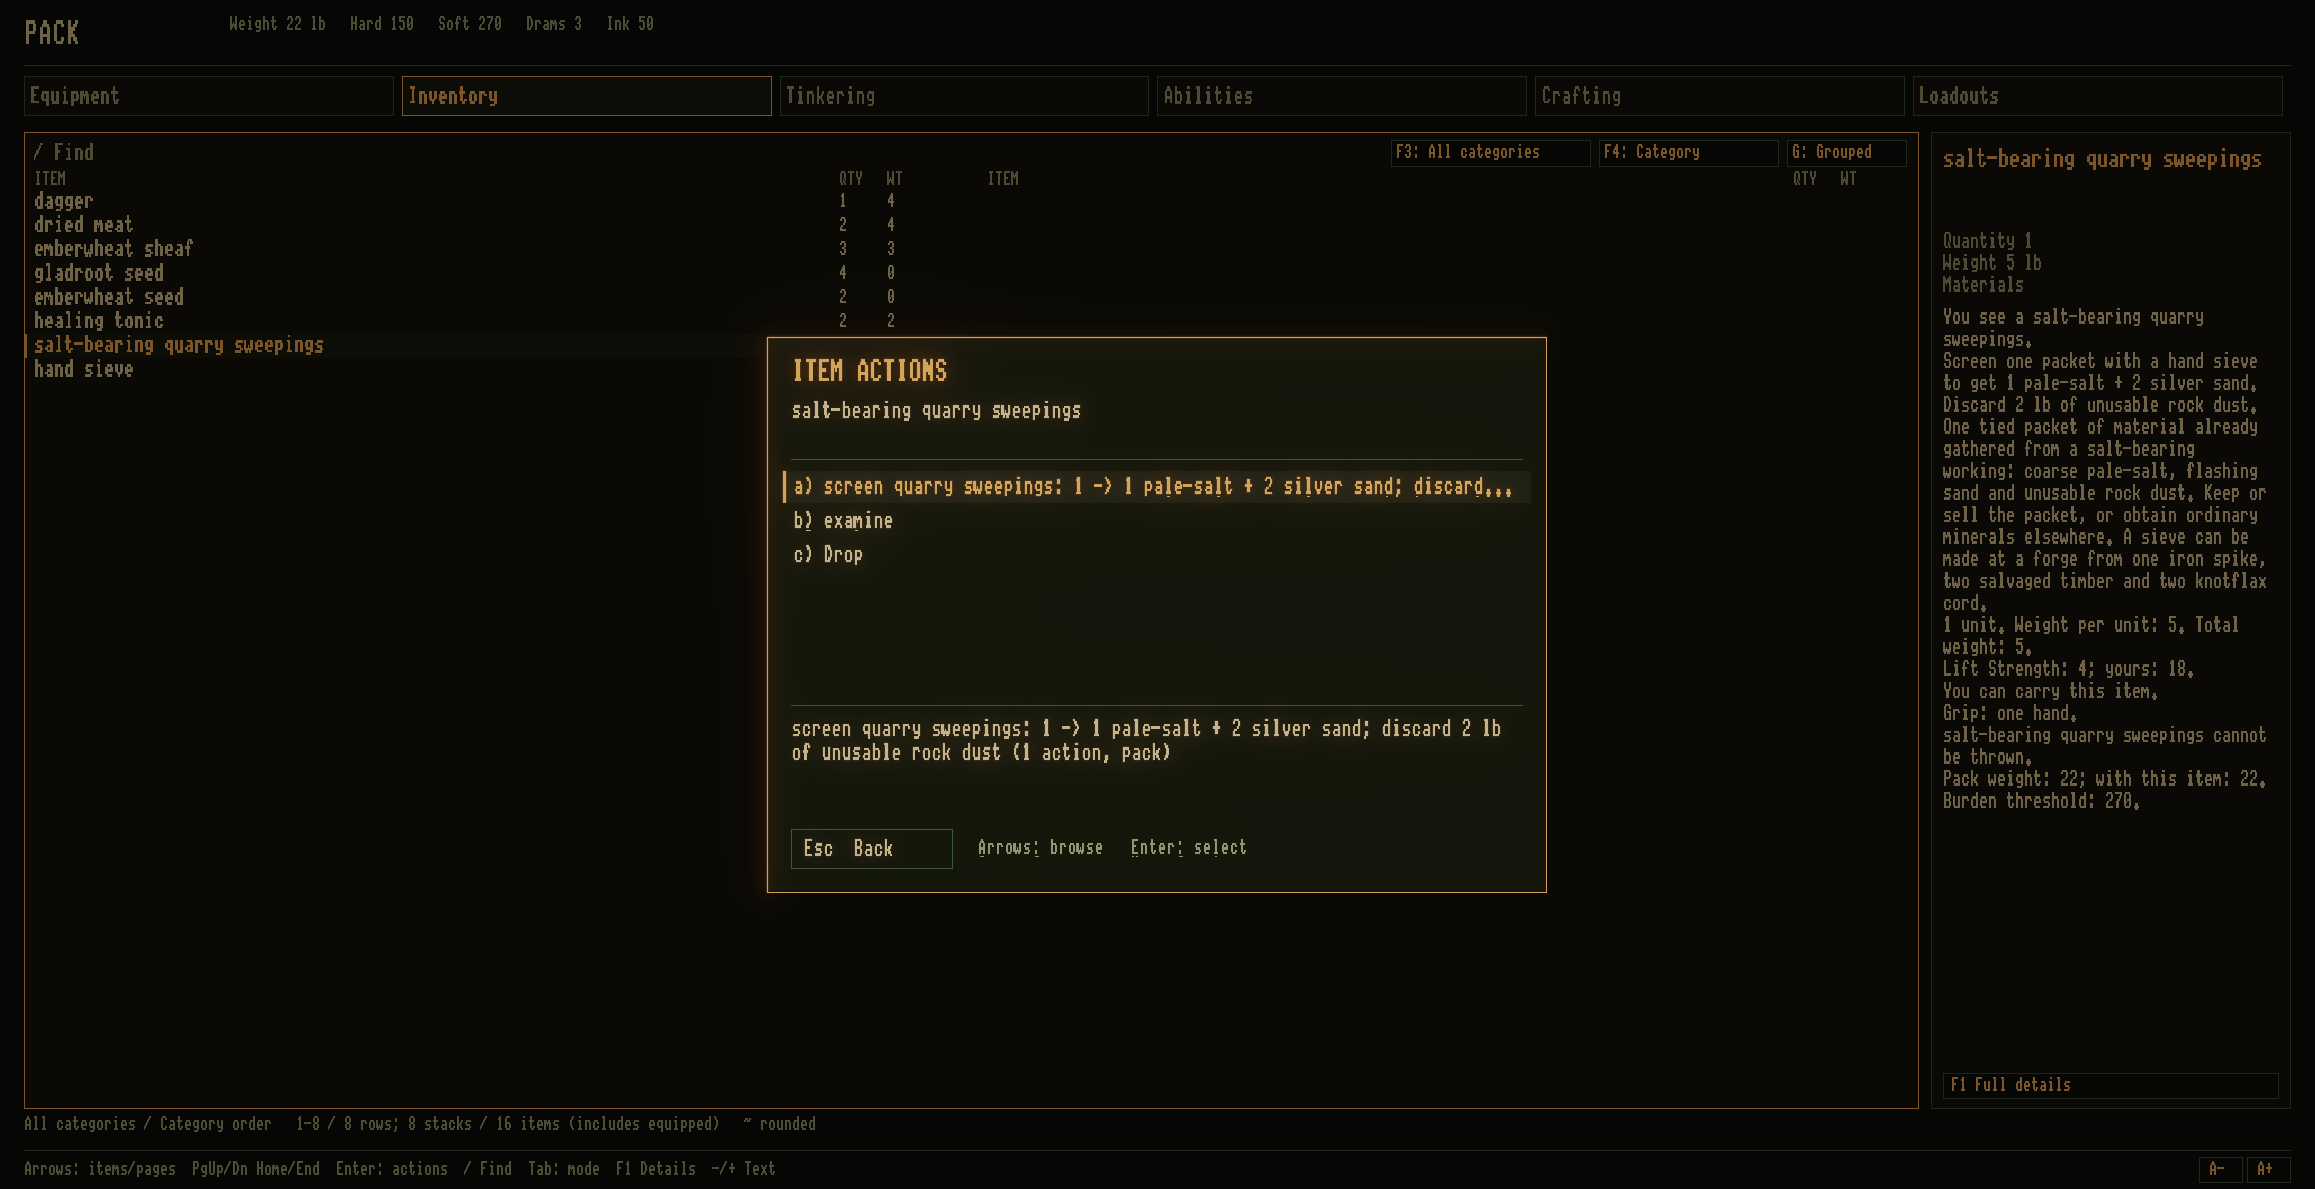 PACK
Weight 22 lb Hard 150 Soft 270 Drams 3 Ink 50
Equipment
Inventory
Tinkering
Abilities
Crafting
Loadouts
/ Find
F3: All categories
F4: Category
G: Grouped
ITEM QTY WT ITEM QTY WT
dagger 1 4
dried meat 2 4
emberwheat sheaf 3 3
gladroot seed 4 0
emberwheat seed 2 0
healing tonic 2 2
salt-bearing quarry sweepings
hand sieve
ITEM ACTIONS
salt-bearing quarry sweepings
a) screen quarry sweepings: 1 -> 1 pale-salt + 2 silver sand; discard...
b) examine
c) Drop
screen quarry sweepings: 1 -> 1 pale-salt + 2 silver sand; discard 2 lb
of unusable rock dust (1 action, pack)
Esc Back
Arrows: browse Enter: select
salt-bearing quarry sweepings
Quantity 1
Weight 5 lb
Materials
You see a salt-bearing quarry
sweepings.
Screen one packet with a hand sieve
to get 1 pale-salt + 2 silver sand.
Discard 2 lb of unusable rock dust.
One tied packet of material already
gathered from a salt-bearing
working: coarse pale-salt, flashing
sand and unusable rock dust. Keep or
sell the packet, or obtain ordinary
minerals elsewhere. A sieve can be
made at a forge from one iron spike,
two salvaged timber and two knotflax
cord.
1 unit. Weight per unit: 5. Total
weight: 5.
Lift Strength: 4; yours: 18.
You can carry this item.
Grip: one hand.
salt-bearing quarry sweepings cannot
be thrown.
Pack weight: 22; with this item: 22.
Burden threshold: 270.
F1 Full details
All categories / Category order 1-8 / 8 rows; 8 stacks / 16 items (includes equipped) ~ rounded
Arrows: items/pages PgUp/Dn Home/End Enter: actions / Find Tab: mode F1 Details -/+ Text
A-
A+